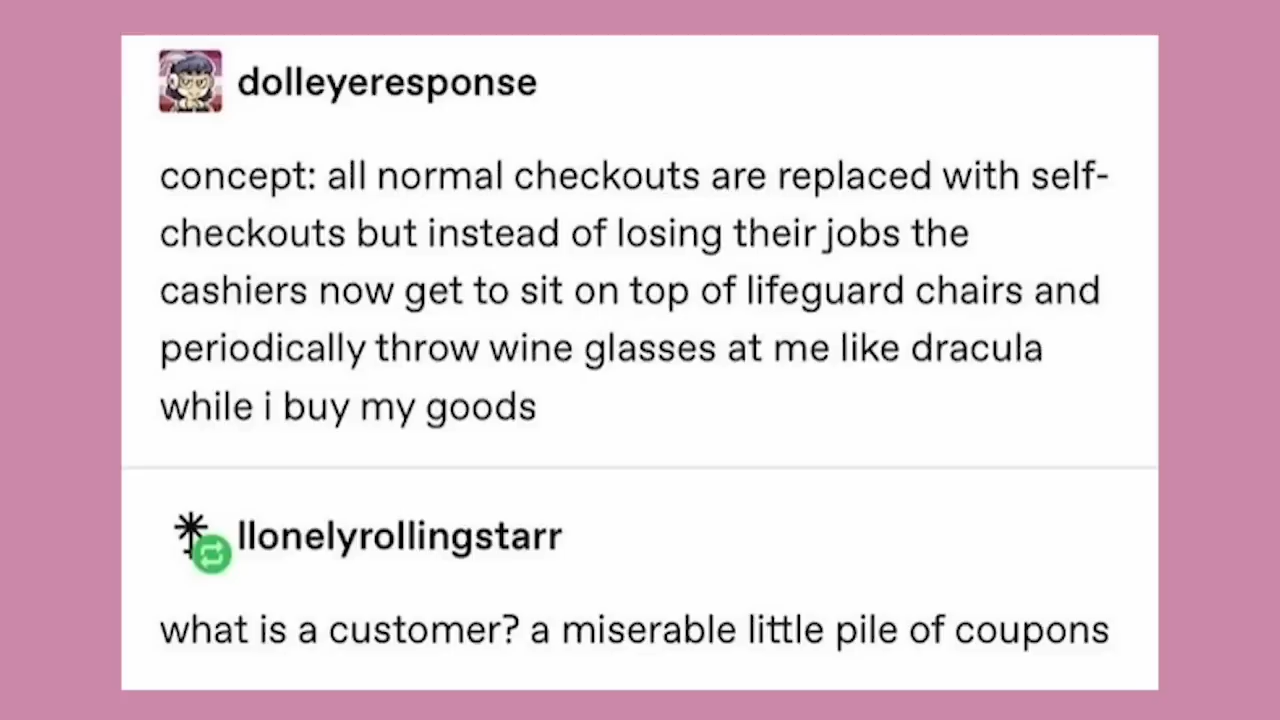 dolleyeresponse
concept: all normal checkouts are replaced with self-
checkouts but instead of losing their jobs the
cashiers now get to sit on top of lifeguard chairs and
periodically throw wine glasses at me like dracula
while i buy my goods
llonelyrollingstarr
what is a customer? a miserable little pile of coupons